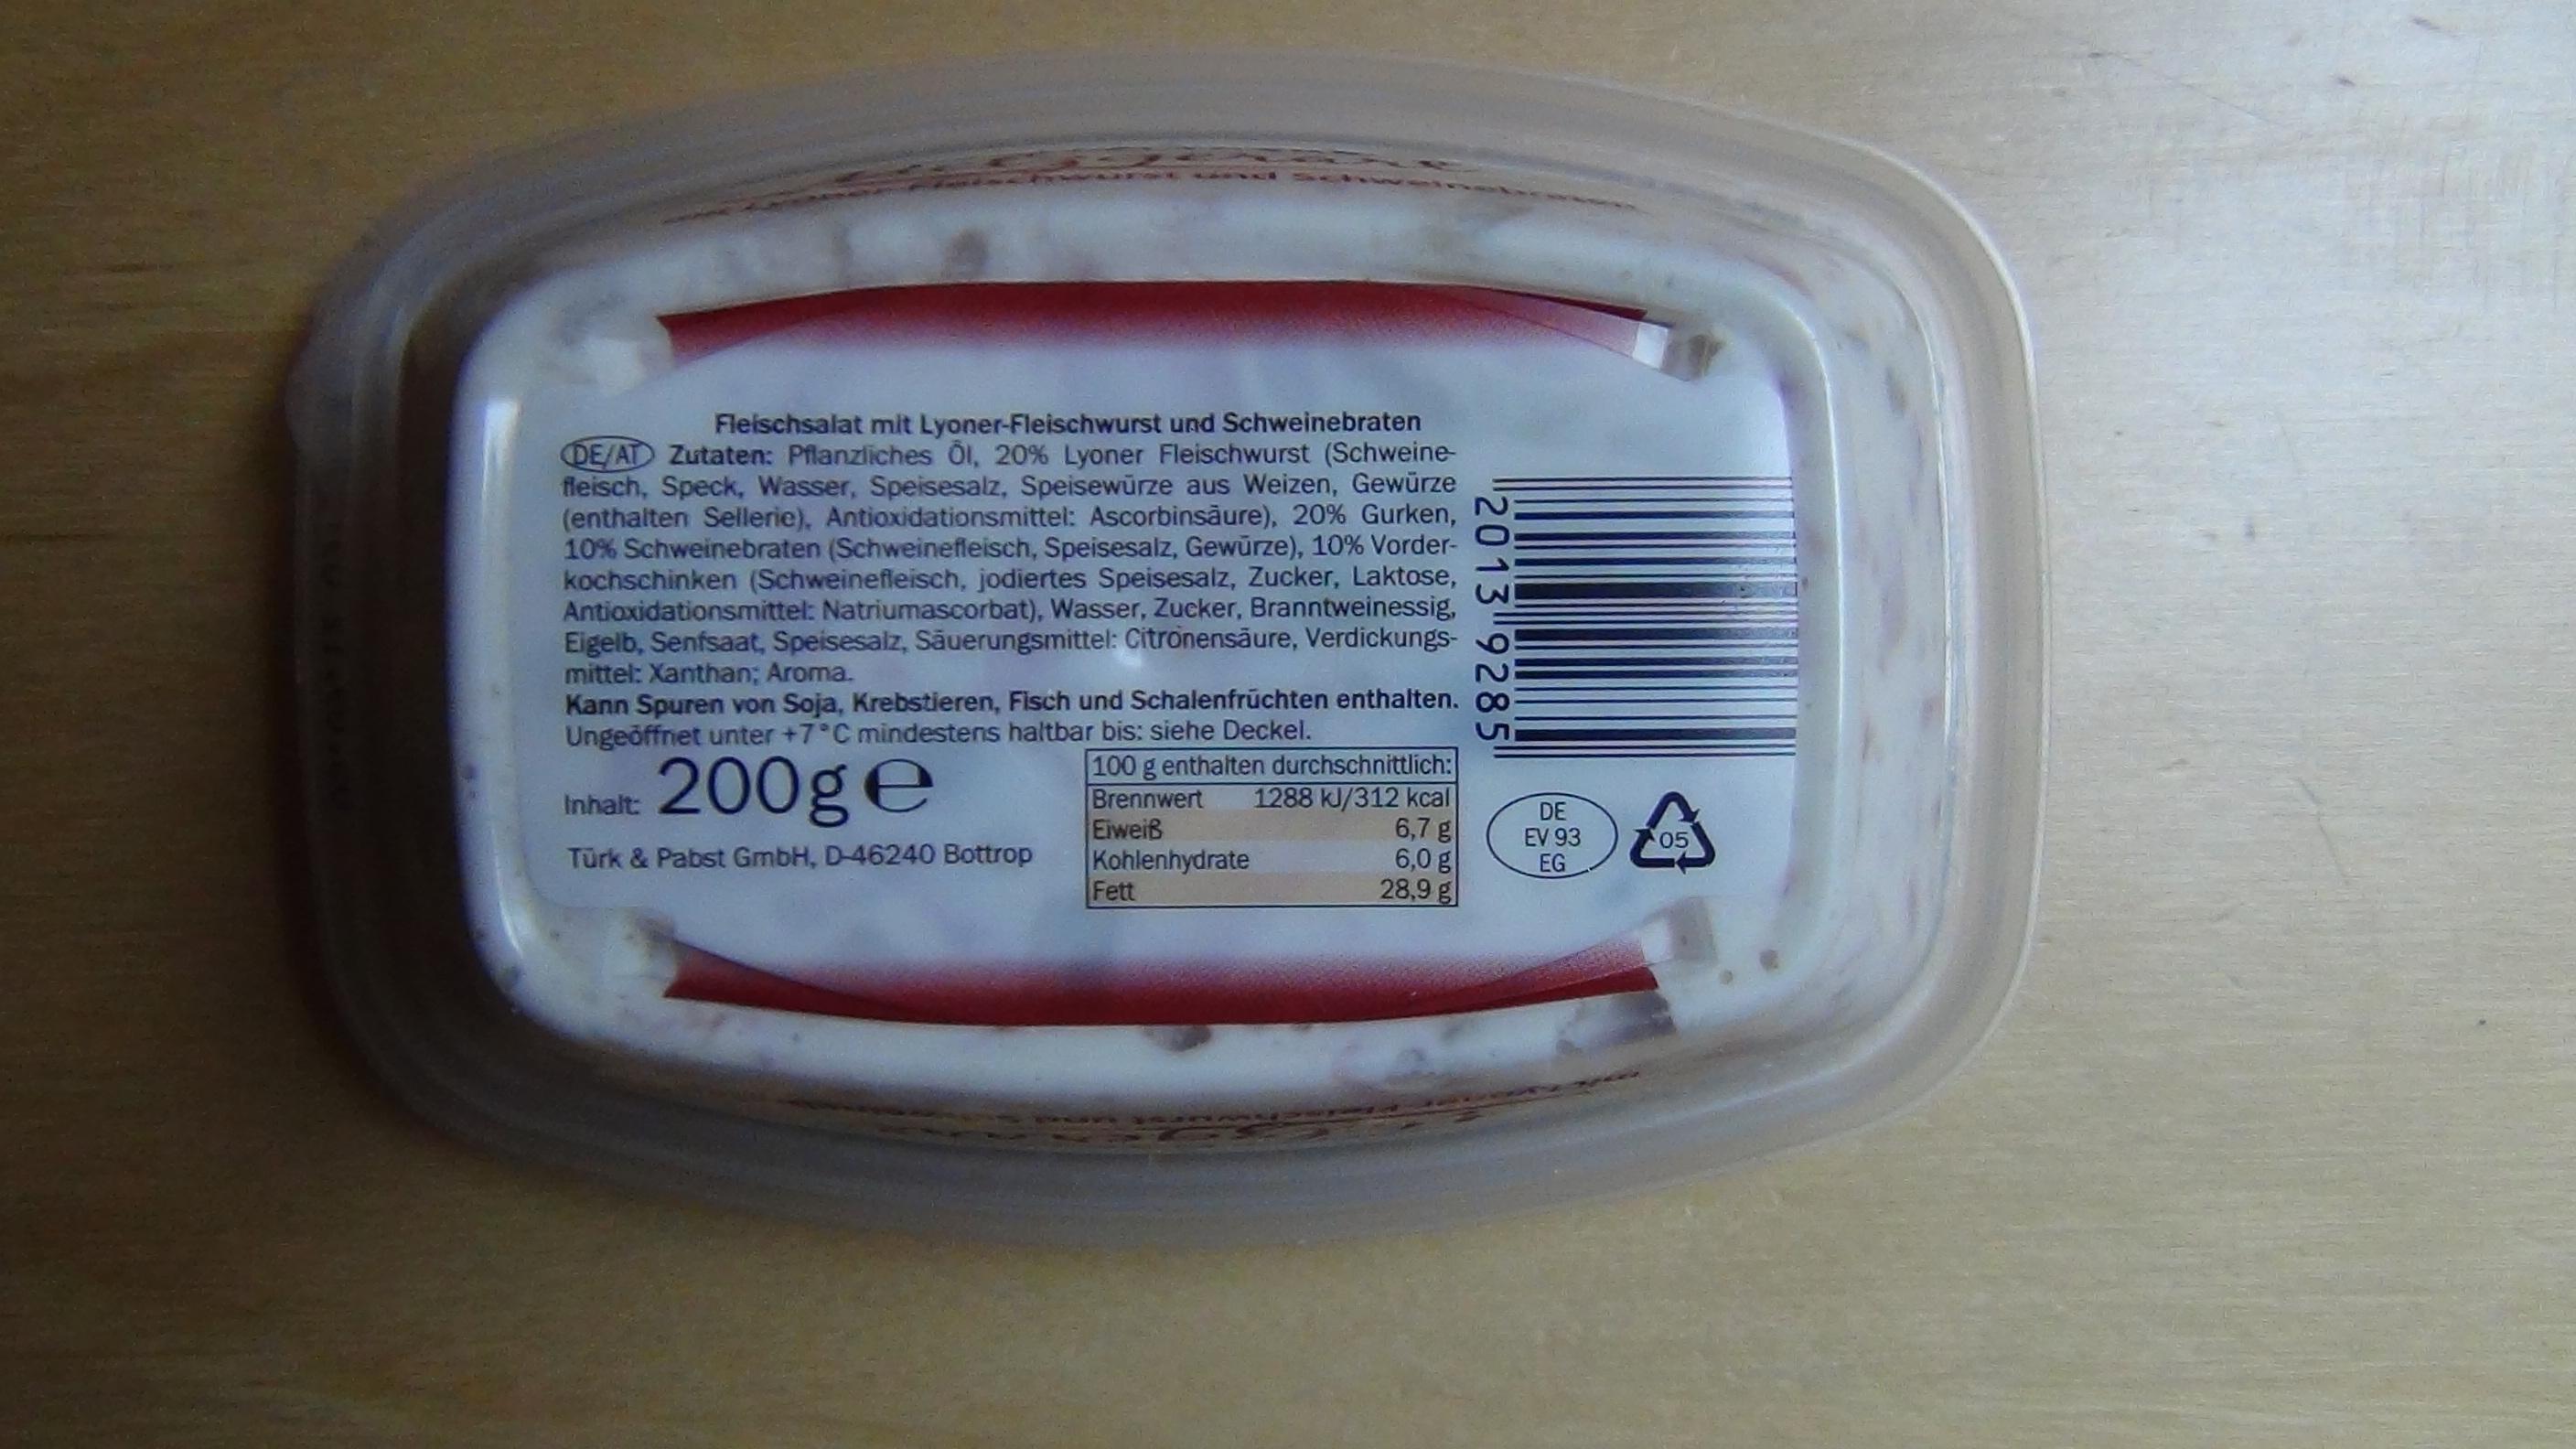 Fleischsalat mit Lyoner-Fleischwurst und Schweinebraten
DE/AT Zutaten: Pflanzliches Öl, 20% Lyoner Fleischwurst (Schweine-
fleisch, Speck, Wasser, Speisesalz, Speisewürze aus Weizen, Gewürze
(enthalten Sellerie), Antioxidationsmittel: Ascorbinsäure), 20% Gurken,
10% Schweinebraten (Schweinefleisch, Speisesalz, Gewürze), 10% Vorder-
kochschinken (Schweinefleisch, jodiertes Speisesalz, Zucker, Laktose,
Antioxidationsmittel: Natriumascorbat), Wasser, Zucker, Branntweinessig,
Eigelb, Senfsaat, Speisesalz, Säuerungsmittel: Citronensäure, Verdickungs-
mittel: Xanthan; Aroma.
Kann Spuren von Soja, Krebstieren, Fisch und Schalenfrüchten enthalten.
Ungeöffnet unter +7°C mindestens haltbar bis: siehe Deckel.
Inhalt: 200g e
Türk & Pabst GmbH, D-46240 Bottrop
100 g enthalten durchschnittlich:
Brennwert 1288 kJ/312 kcal
Eiweiß 6,7 g
Kohlenhydrate 6,0 g
Fett 28,9 g
2013 9285
DE
EV 93
EG
05
Fleischwurst und Schweinebraten